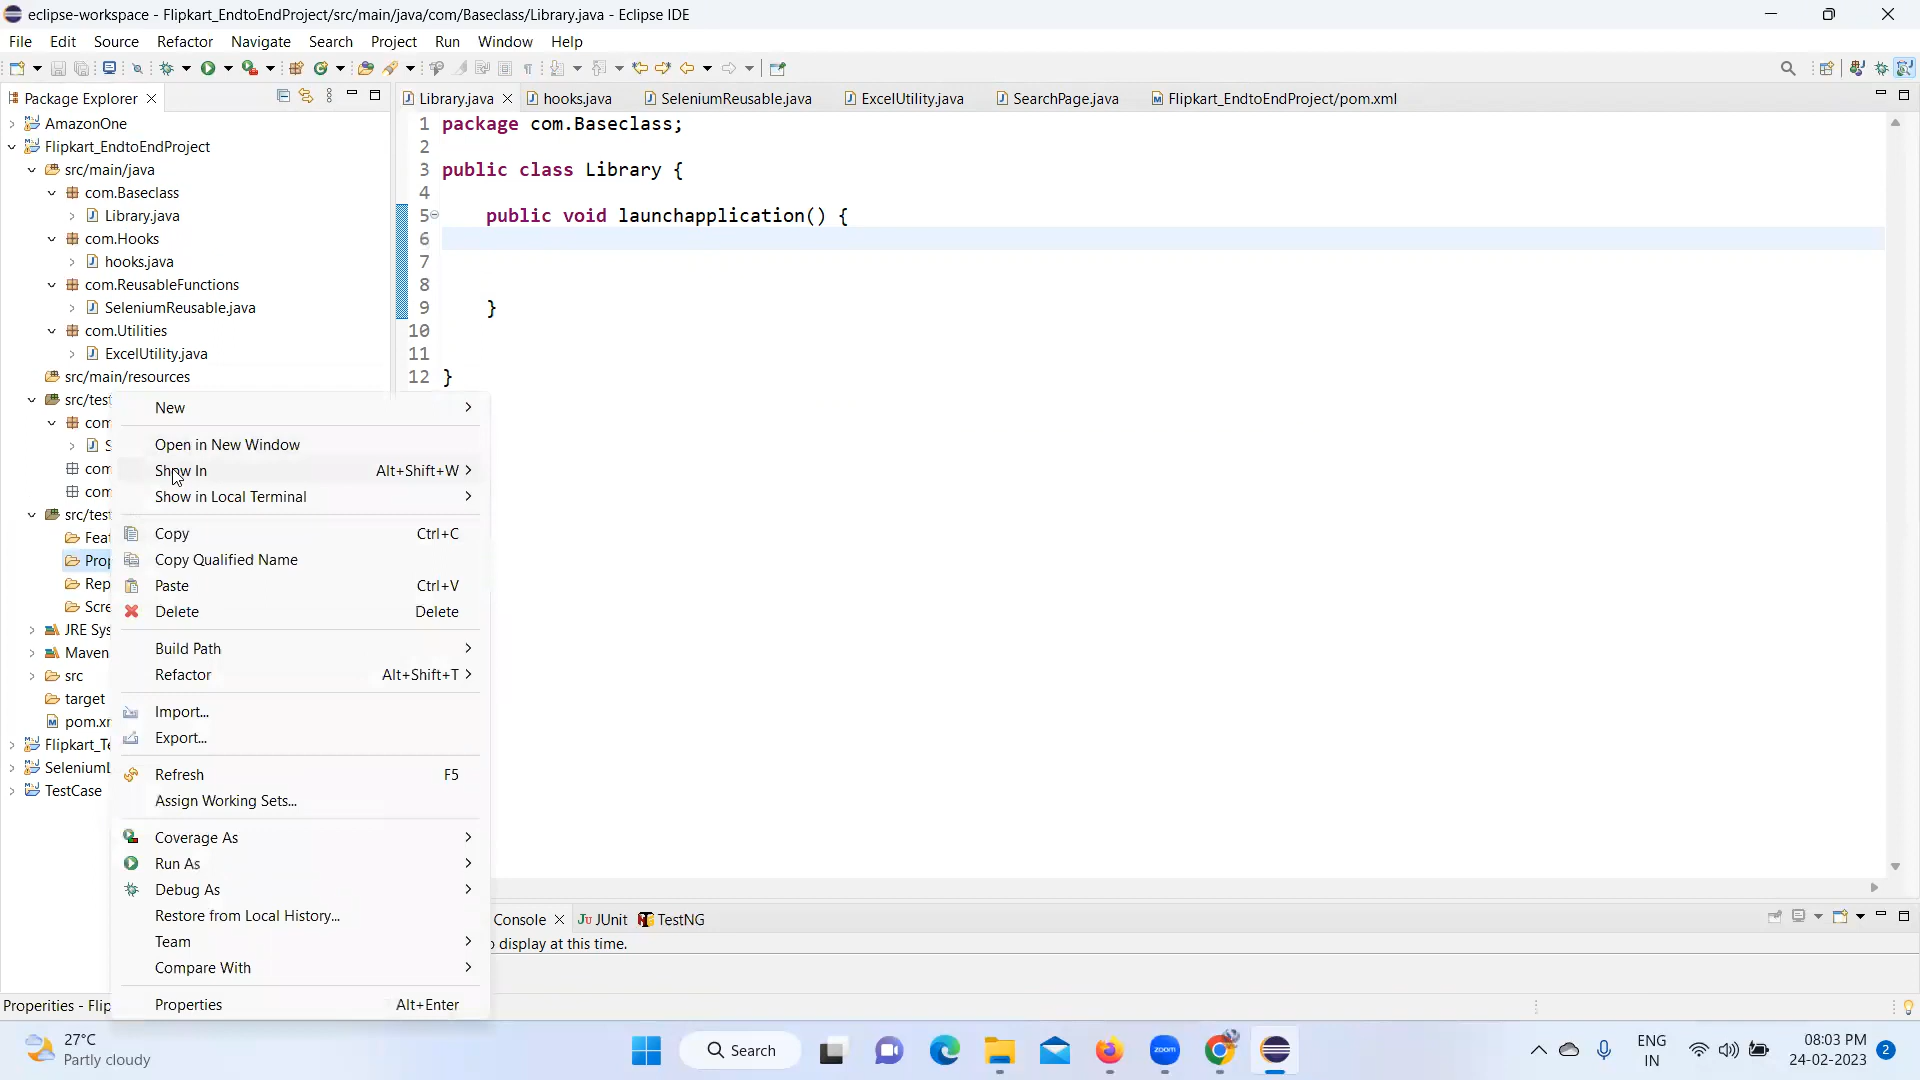 eclipse-workspace - Flipkart_EndtoEndProject/src/main/java/com/Baseclass/Library.java - Eclipse IDE
File Edit Source Refactor Navigate Search Project Run Window Help
Package Explorer
Library.java hooks.java SeleniumReusable.java ExcelUtility.java SearchPage.java Flipkart_EndtoEndProject/pom.xml
AmazonOne
Flipkart_EndtoEndProject
src/main/java
com.Baseclass
Library.java
com.Hooks
hooks.java
com.ReusableFunctions
SeleniumReusable.java
com.Utilities
ExcelUtility.java
src/main/resources
src/test
com
S
com
com
src/test
Feat
Prop
Rep
Scre
JRE Sys
Maven
src
target
pom.xr
Flipkart_Te
SeleniumL
TestCase
1 package com.Baseclass;
2
3 public class Library {
4
5 public void launchapplication() {
6
7
8
9 }
10
11
12 }
New
Open in New Window
Show In Alt+Shift+W
Show in Local Terminal
Copy Ctrl+C
Copy Qualified Name
Paste Ctrl+V
Delete Delete
Build Path
Refactor Alt+Shift+T
Import...
Export...
Refresh F5
Assign Working Sets...
Coverage As
Run As
Debug As
Restore from Local History...
Team
Compare With
Properties Alt+Enter
Console JUnit TestNG
o display at this time.
Properities - Flip
27°C
Partly cloudy
Search
zoom
ENG
IN
08:03 PM
24-02-2023
2